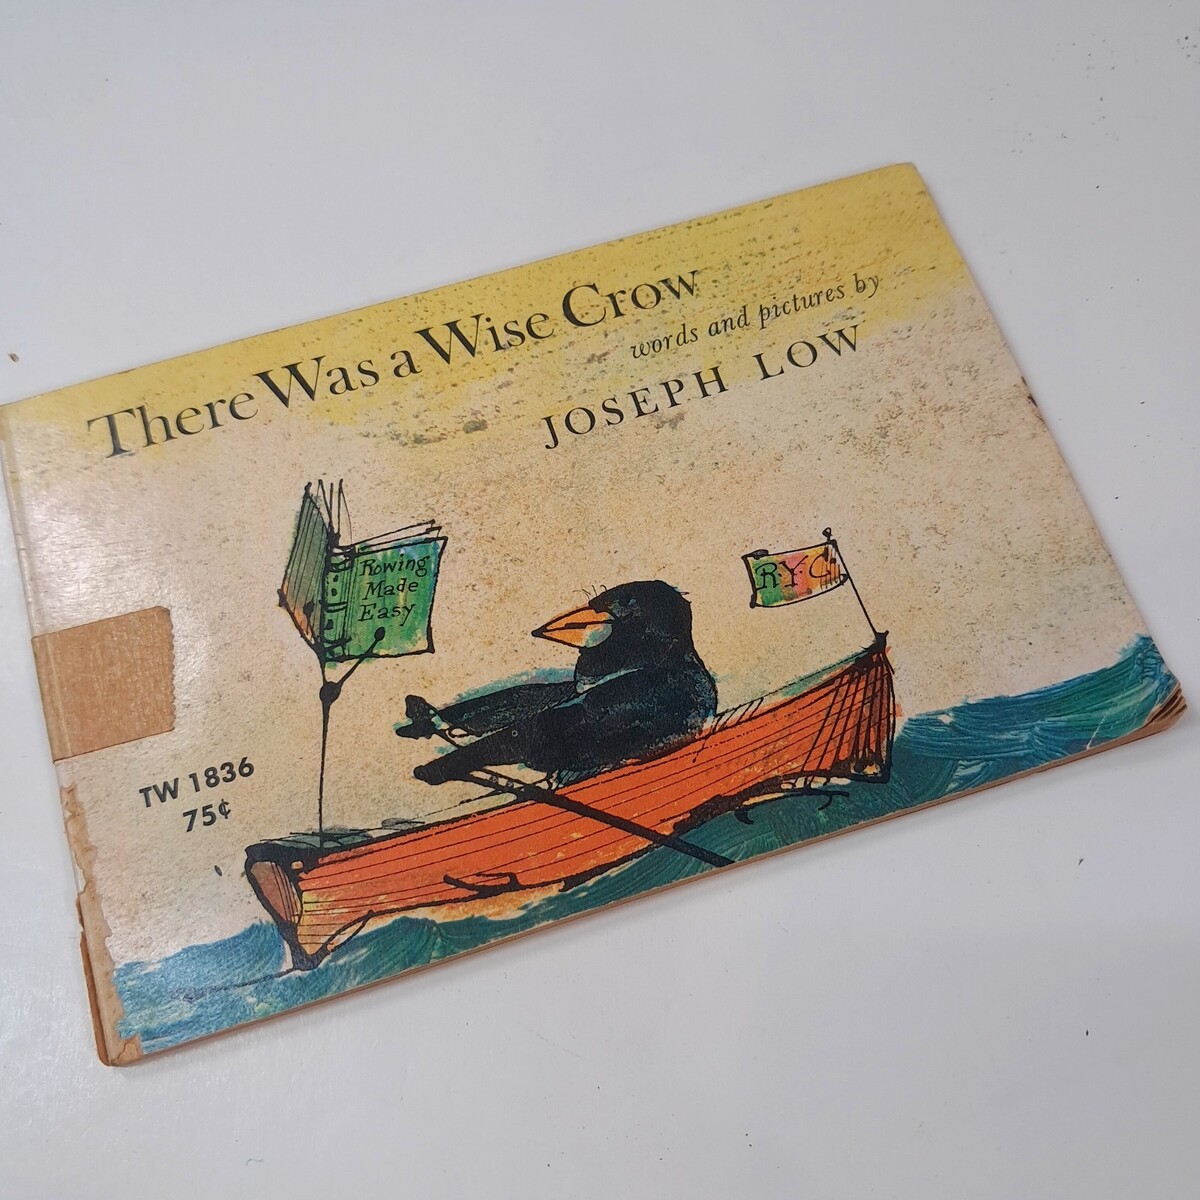 There Was a Wise Crow
words and pictures by
JOSEPH LOW
Rowing
Made
Easy
R.Y.C.
TW 1836
75¢